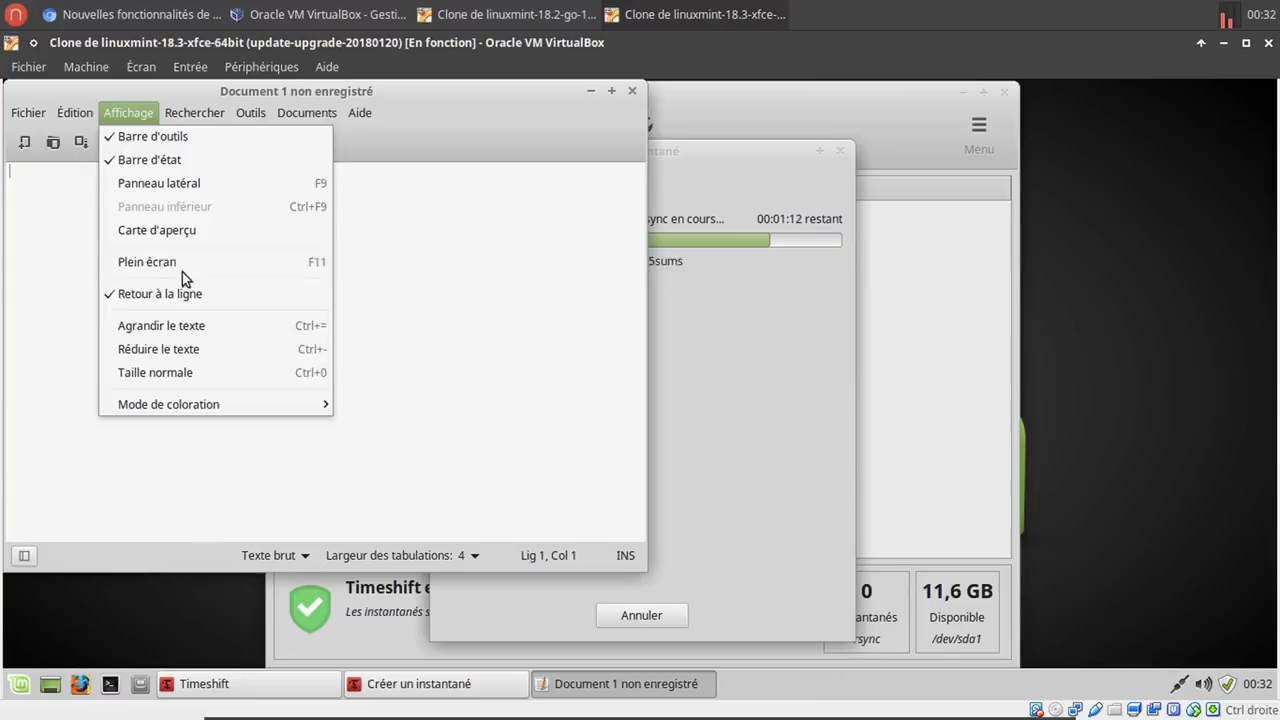 Nouvelles fonctionnalités de ...
Oracle VM VirtualBox - Gesti...
Clone de linuxmint-18.2-go-1...
Clone de linuxmint-18.3-xfce-...
00:32
Clone de linuxmint-18.3-xfce-64bit (update-upgrade-20180120) [En fonction] - Oracle VM VirtualBox
Fichier Machine Écran Entrée Périphériques Aide
Document 1 non enregistré
Fichier Édition Affichage Rechercher Outils Documents Aide
Barre d'outils
Barre d'état
Panneau latéral F9
Panneau inférieur Ctrl+F9
Carte d'aperçu
Plein écran F11
Retour à la ligne
Agrandir le texte Ctrl+=
Réduire le texte Ctrl+-
Taille normale Ctrl+0
Mode de coloration
Texte brut Largeur des tabulations: 4 Lig 1, Col 1 INS
Menu
ntané
sync en cours... 00:01:12 restant
5sums
Annuler
Timeshift e
Les instantanés s
0
antanés
rsync
11,6 GB
Disponible
/dev/sda1
Timeshift
Créer un instantané
Document 1 non enregistré
00:32
Ctrl droite